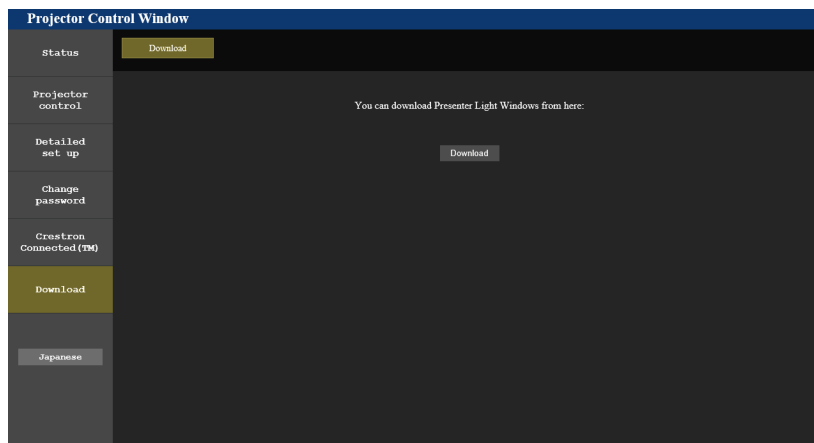 Projector Control Window
Status
Download
Projector
control
You can download Presenter Light Windows from here:
Detailed
set up
Download
Change
password
Crestron
Connected(TM)
Download
Japanese